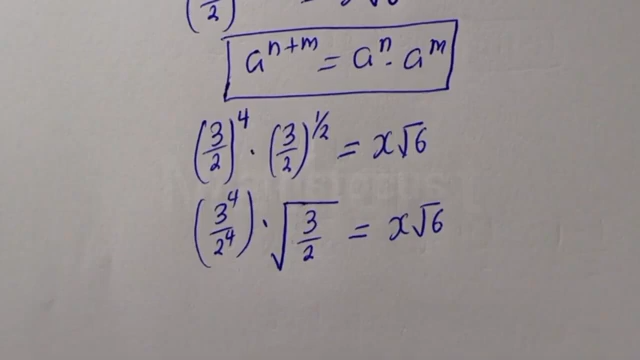 a^{n+m} = a^n · a^m
(3/2)^4 · (3/2)^{1/2} = x√6
(3^4/2^4) · √(3/2) = x√6